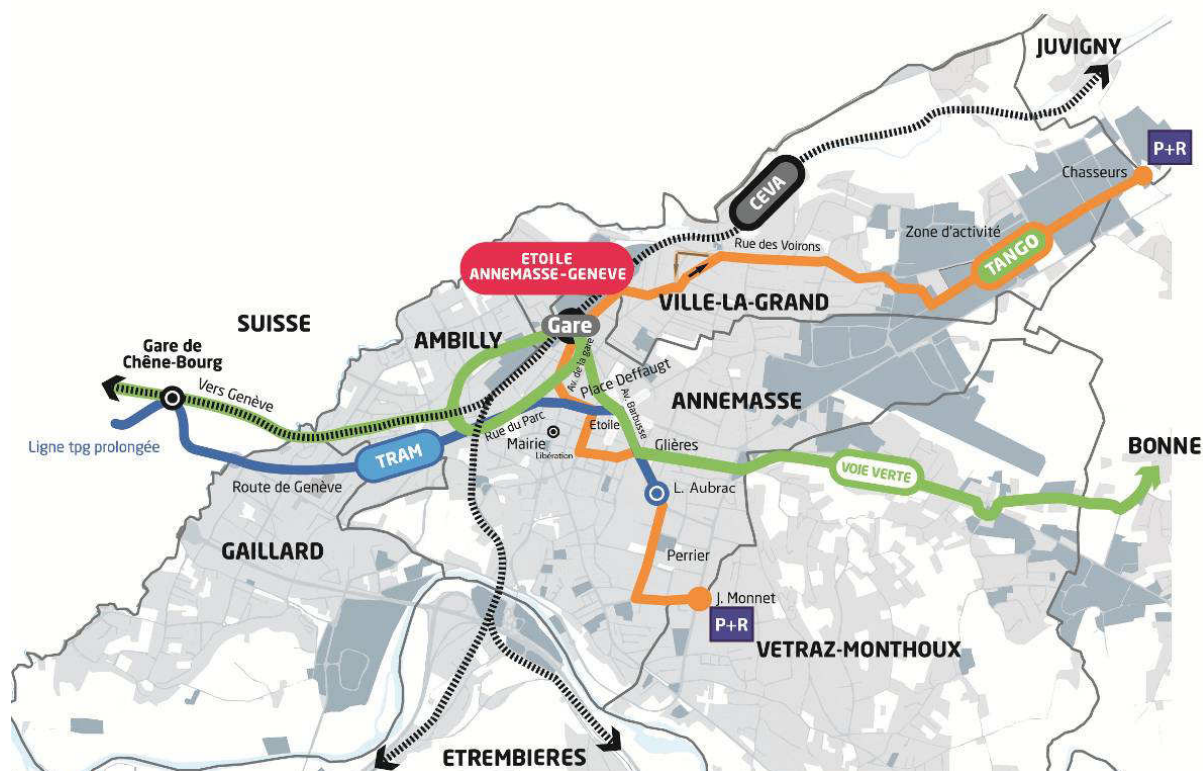 JUVIGNY
P+R
Chasseurs
CEVA
Zone d'activité
Rue des Voirons
TANGO
ETOILE
ANNEMASSE-GENEVE
VILLE-LA-GRAND
SUISSE
Gare
AMBILLY
Gare de
Chêne-Bourg
Vers Genève
Av. de la gare
Place Deffaugt
ANNEMASSE
Av. Barbusse
Rue du Parc
Etoile
Ligne tpg prolongée
TRAM
Mairie
Libération
Glières
BONNE
VOIE VERTE
Route de Genève
L. Aubrac
GAILLARD
Perrier
J. Monnet
P+R
VETRAZ-MONTHOUX
ETREMBIERES